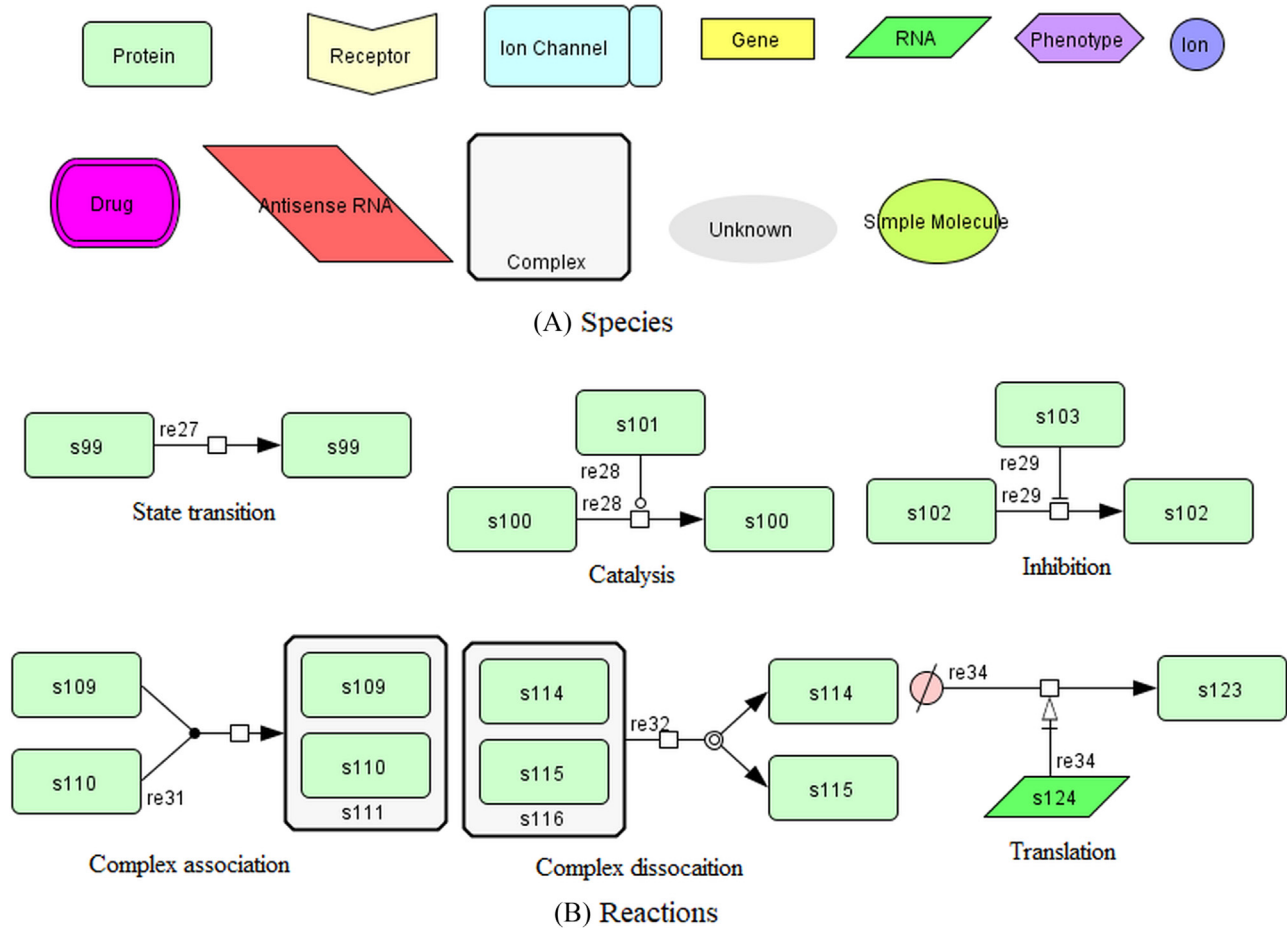 Protein
Receptor
Ion Channel
Gene
RNA
Phenotype
Ion
Drug
Antisense RNA
Complex
Unknown
Simple Molecule
(A) Species
s99
re27
s99
State transition
s101
re28
s100
re28
s100
Catalysis
s103
re29
s102
re29
s102
Inhibition
s109
s110
re31
s109
s110
s111
Complex association
s114
s115
s116
re32
s114
s115
Complex dissocaition
re34
s123
re34
s124
Translation
(B) Reactions